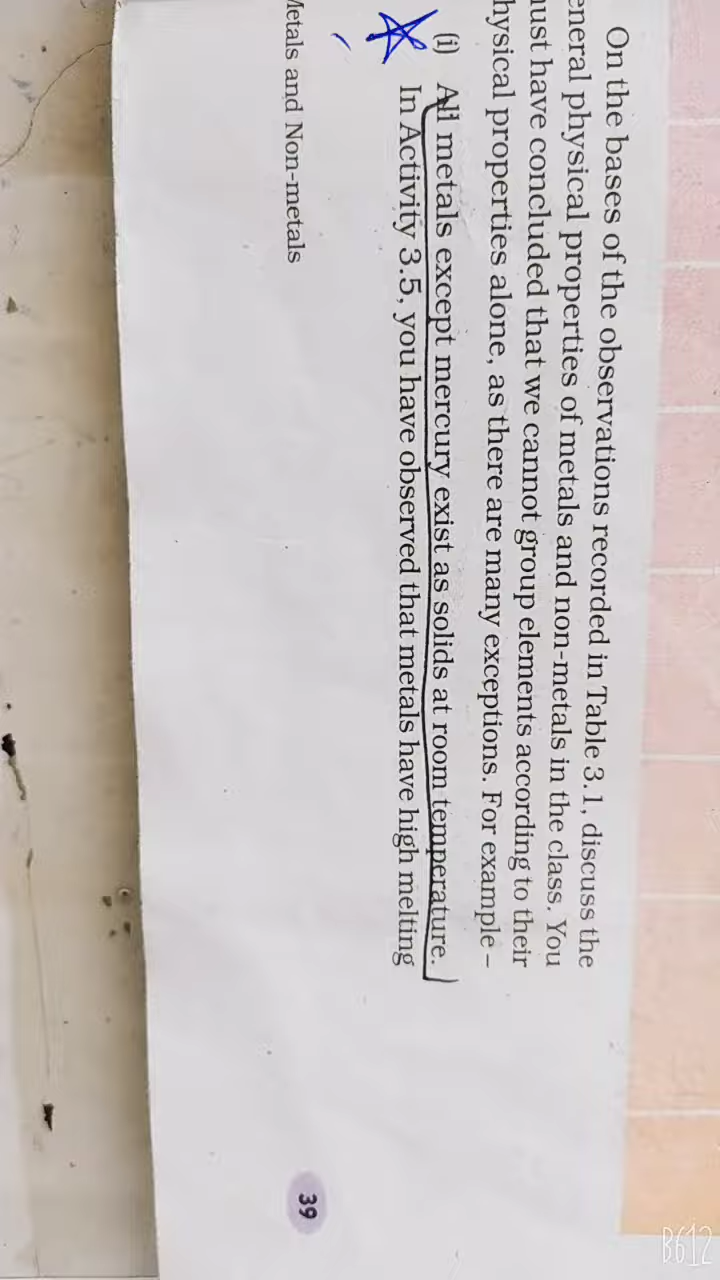 On the bases of the observations recorded in Table 3.1, discuss the
eneral physical properties of metals and non-metals in the class. You
ust have concluded that we cannot group elements according to their
hysical properties alone, as there are many exceptions. For example –
(i) All metals except mercury exist as solids at room temperature.
In Activity 3.5, you have observed that metals have high melting
Metals and Non-metals
39
B612